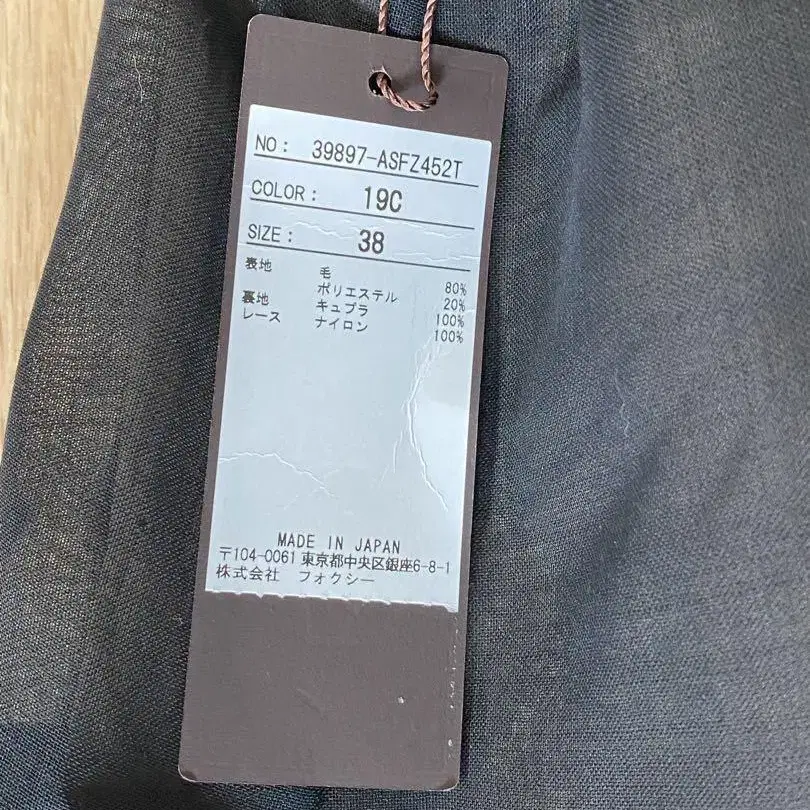 NO： 39897-ASFZ452T
COLOR： 19C
SIZE： 38
表地 毛 80%
ポリエステル 20%
裏地 キュプラ 100%
レース ナイロン 100%
MADE IN JAPAN
〒104-0061 東京都中央区銀座6-8-1
株式会社 フォクシー